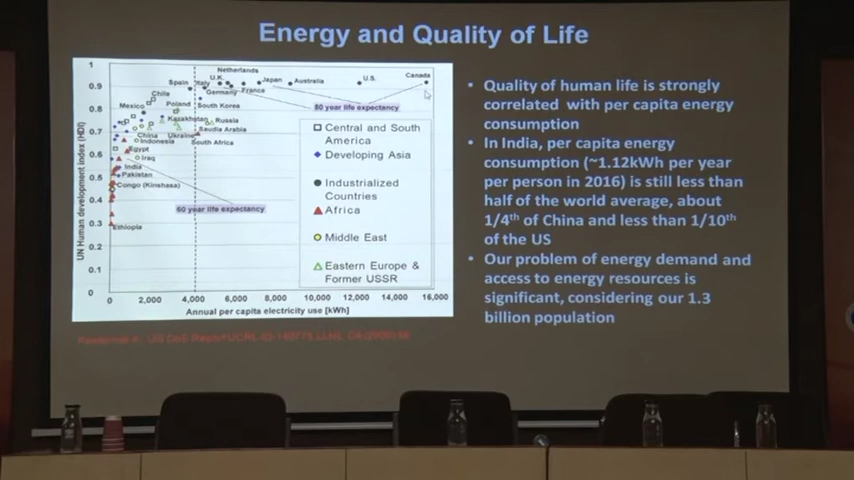 Energy and Quality of Life
1
0.9
0.8
0.7
0.6
0.5
0.4
0.3
0.2
0.1
0
UN Human development index (HDI)
Netherlands
Spain
Italy
U.K.
Japan
Australia
U.S.
Canada
Germany
France
Chile
Mexico
Poland
South Korea
80 year life expectancy
Kazakhstan
Russia
China
Ukraine
Saudia Arabia
Indonesia
South Africa
Egypt
Iraq
India
Pakistan
Congo (Kinshasa)
60 year life expectancy
Ethiopia
Central and South
America
Developing Asia
Industrialized
Countries
Africa
Middle East
Eastern Europe &
Former USSR
0 2,000 4,000 6,000 8,000 10,000 12,000 14,000 16,000
Annual per capita electricity use [kWh]
• Quality of human life is strongly
correlated with per capita energy
consumption
• In India, per capita energy
consumption (~1.12kWh per year
per person in 2016) is still less than
half of the world average, about
1/4th of China and less than 1/10th
of the US
• Our problem of energy demand and
access to energy resources is
significant, considering our 1.3
billion population